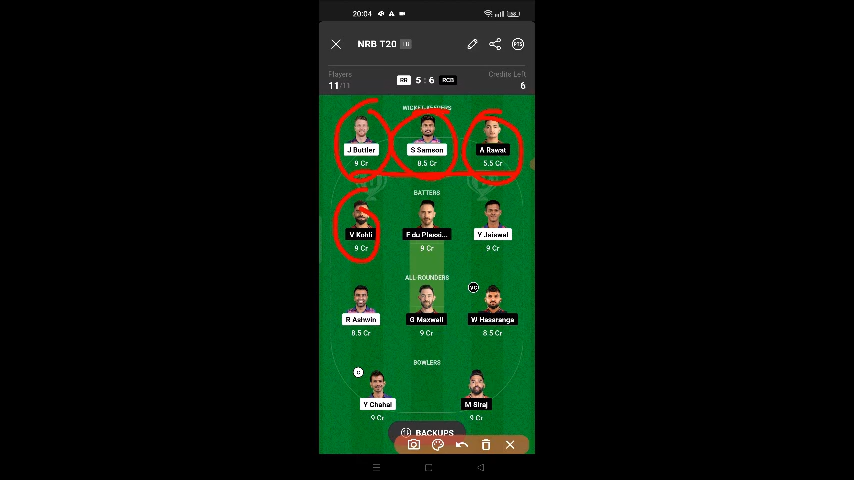 20:04
NRB T20 T11
PTS
Players
Credits Left
11/11
RR 5 : 6 RCB
6
WICKET-KEEPERS
J Buttler
S Samson
A Rawat
9 Cr
8.5 Cr
5.5 Cr
BATTERS
V Kohli
F du Plessi...
Y Jaiswal
9 Cr
9 Cr
9 Cr
ALL-ROUNDERS
VC
R Ashwin
G Maxwell
W Hasaranga
8.5 Cr
9 Cr
8.5 Cr
BOWLERS
C
Y Chahal
M Siraj
9 Cr
9 Cr
BACKUPS